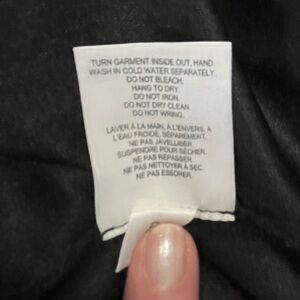 TURN GARMENT INSIDE OUT, HAND
WASH IN COLD WATER SEPARATELY.
DO NOT BLEACH.
HANG TO DRY.
DO NOT IRON.
DO NOT DRY CLEAN.
DO NOT WRING.
LAVER À LA MAIN, À L'ENVERS, À
L'EAU FROIDE, SÉPAREMENT.
NE PAS JAVELLISER.
SUSPENDRE POUR SÉCHER.
NE PAS REPASSER.
NE PAS NETTOYER À SEC.
NE PAS ESSORER.